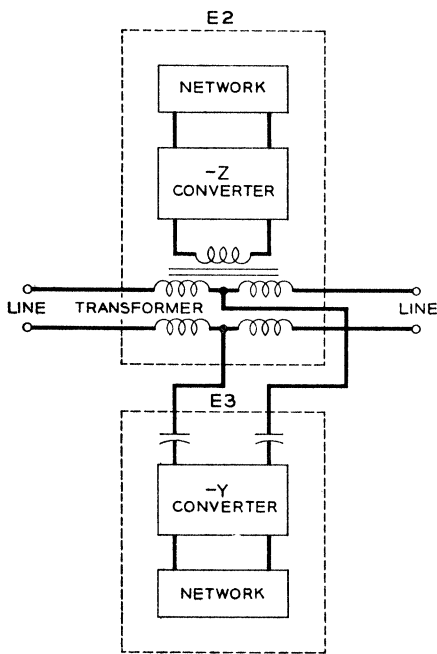 E2
NETWORK
-Z
CONVERTER
LINE
TRANSFORMER
LINE
E3
-Y
CONVERTER
NETWORK